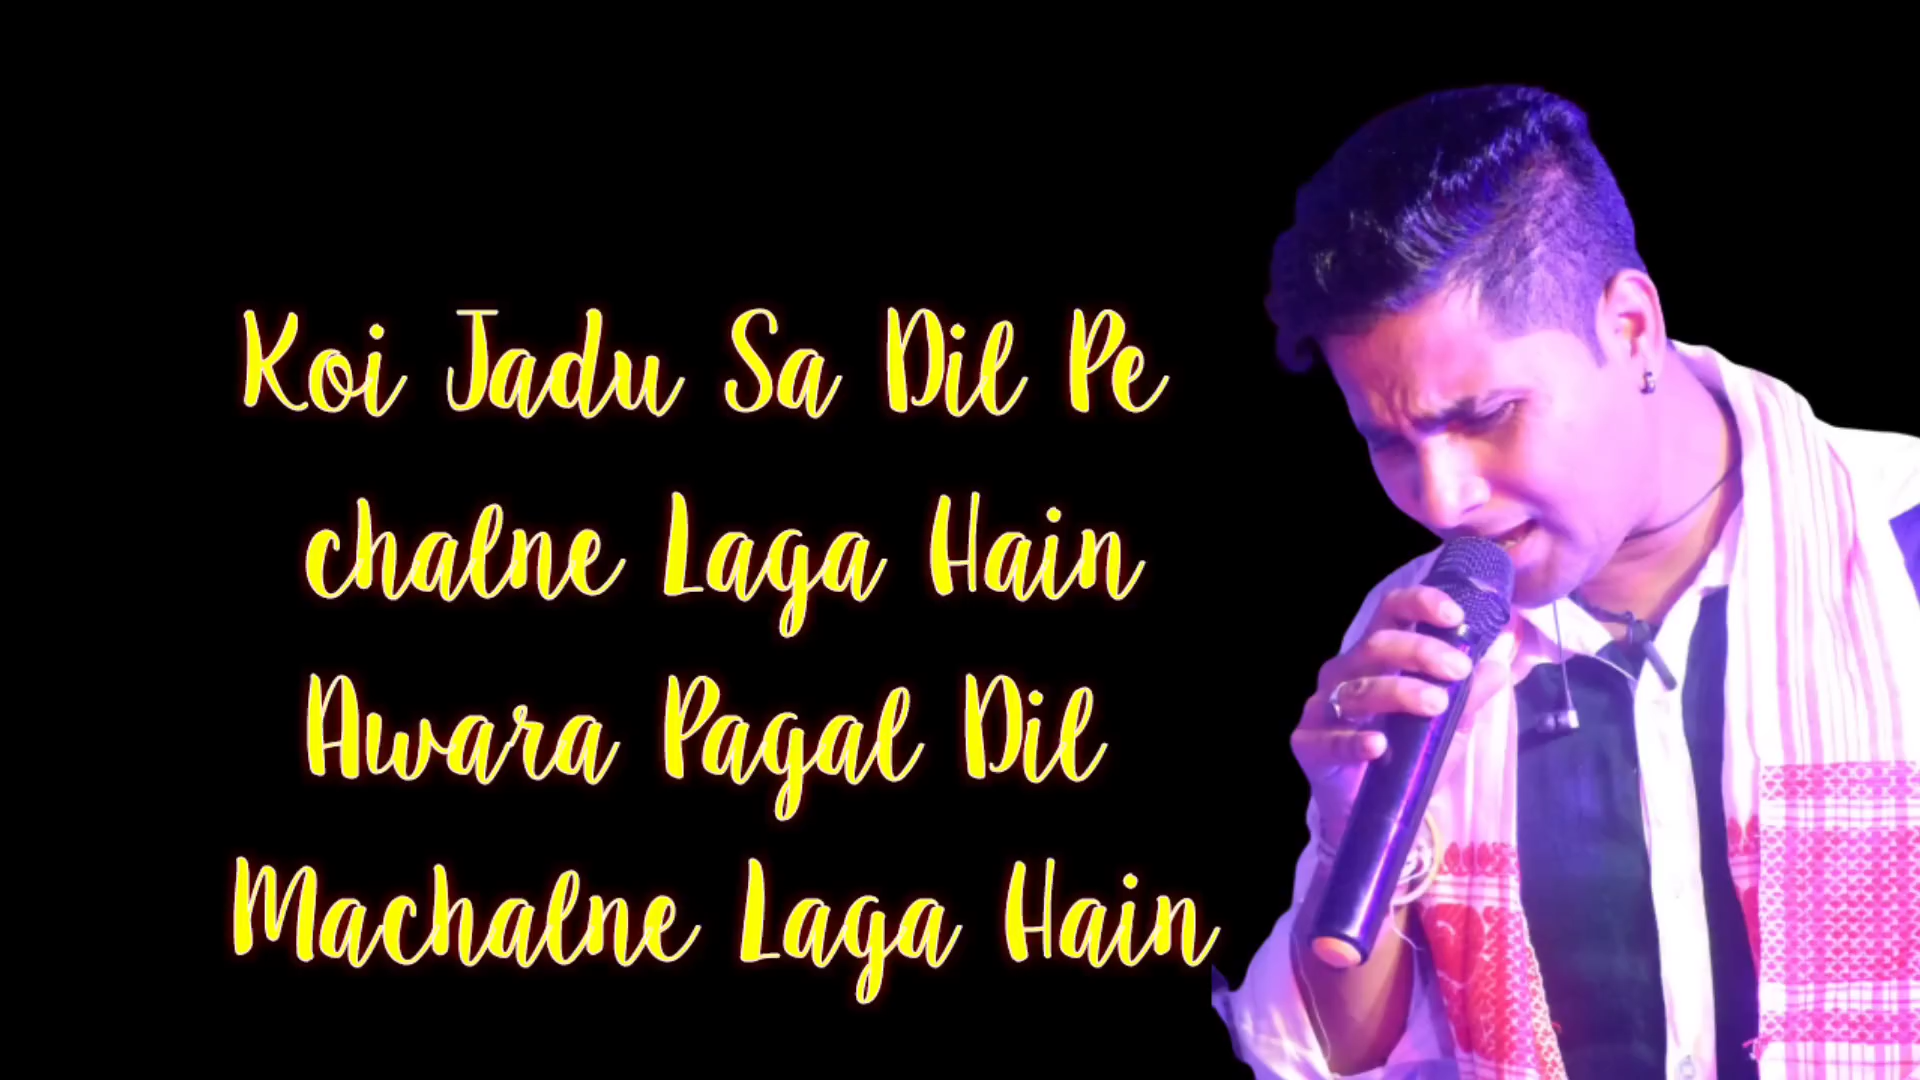 Koi Jadu Sa Dil Pe
chalne Laga Hain
Awara Pagal Dil
Machalne Laga Hain